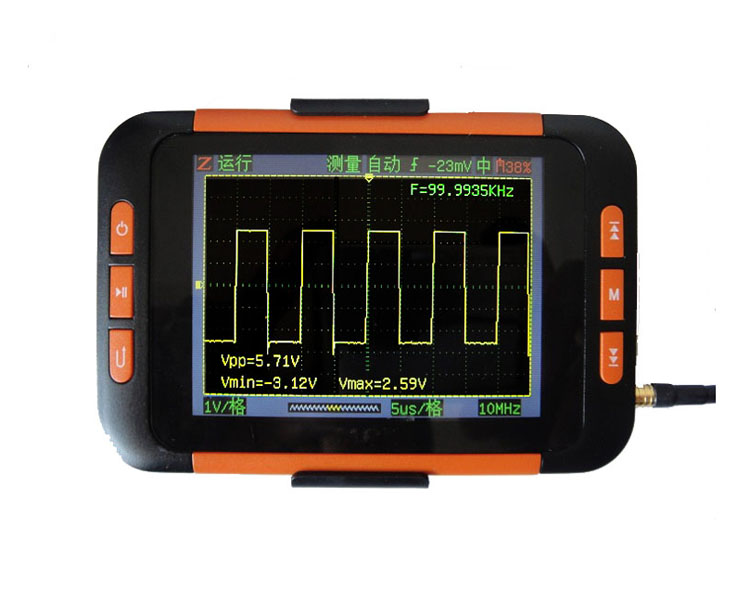 Z 运行 测量 自动 -23mV 中 38%
F=99.9935KHz
Vpp=5.71V
Vmin=-3.12V Vmax=2.59V
1V/格 5us/格 10MHz
M